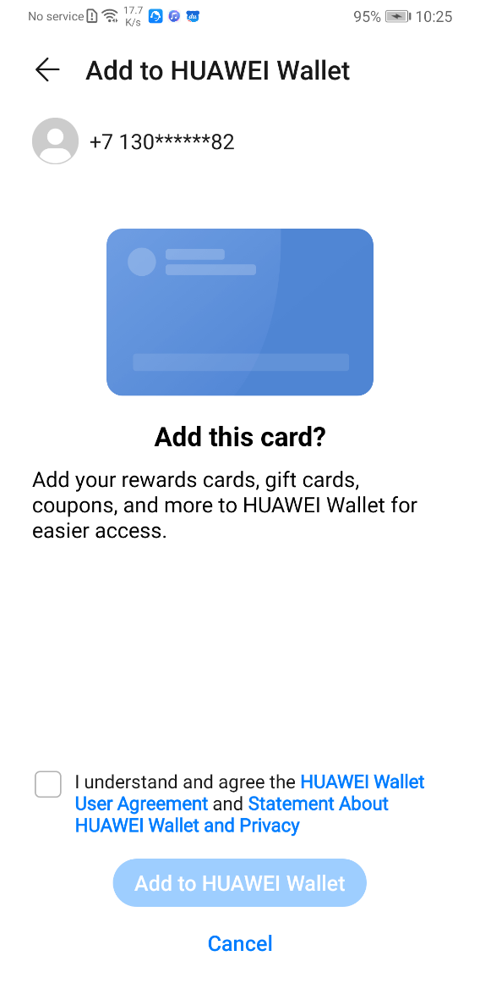 No service 17.7 K/s du 95% 10:25
Add to HUAWEI Wallet
+7 130******82
Add this card?
Add your rewards cards, gift cards,
coupons, and more to HUAWEI Wallet for
easier access.
I understand and agree the HUAWEI Wallet
User Agreement and Statement About
HUAWEI Wallet and Privacy
Add to HUAWEI Wallet
Cancel